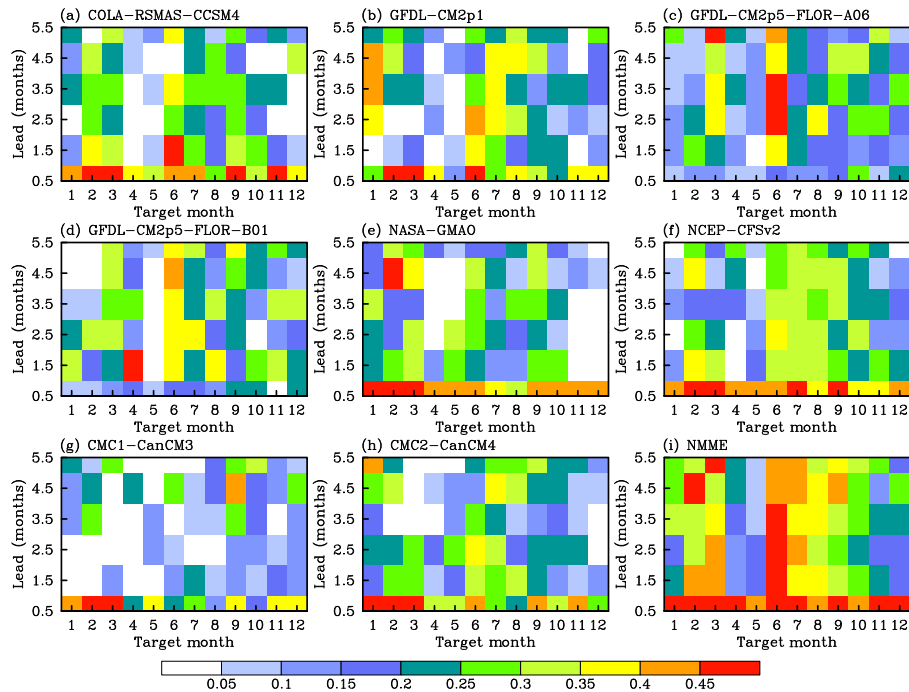 (a) COLA-RSMAS-CCSM4
(b) GFDL-CM2p1
(c) GFDL-CM2p5-FLOR-A06
Lead (months)
5.5
4.5
3.5
2.5
1.5
0.5
1 2 3 4 5 6 7 8 9 10 11 12
Target month
Lead (months)
5.5
4.5
3.5
2.5
1.5
0.5
1 2 3 4 5 6 7 8 9 10 11 12
Target month
Lead (months)
5.5
4.5
3.5
2.5
1.5
0.5
1 2 3 4 5 6 7 8 9 10 11 12
Target month
(d) GFDL-CM2p5-FLOR-B01
(e) NASA-GMAO
(f) NCEP-CFSv2
Lead (months)
5.5
4.5
3.5
2.5
1.5
0.5
1 2 3 4 5 6 7 8 9 10 11 12
Target month
Lead (months)
5.5
4.5
3.5
2.5
1.5
0.5
1 2 3 4 5 6 7 8 9 10 11 12
Target month
Lead (months)
5.5
4.5
3.5
2.5
1.5
0.5
1 2 3 4 5 6 7 8 9 10 11 12
Target month
(g) CMC1-CanCM3
(h) CMC2-CanCM4
(i) NMME
Lead (months)
5.5
4.5
3.5
2.5
1.5
0.5
1 2 3 4 5 6 7 8 9 10 11 12
Target month
Lead (months)
5.5
4.5
3.5
2.5
1.5
0.5
1 2 3 4 5 6 7 8 9 10 11 12
Target month
Lead (months)
5.5
4.5
3.5
2.5
1.5
0.5
1 2 3 4 5 6 7 8 9 10 11 12
Target month
0.05 0.1 0.15 0.2 0.25 0.3 0.35 0.4 0.45